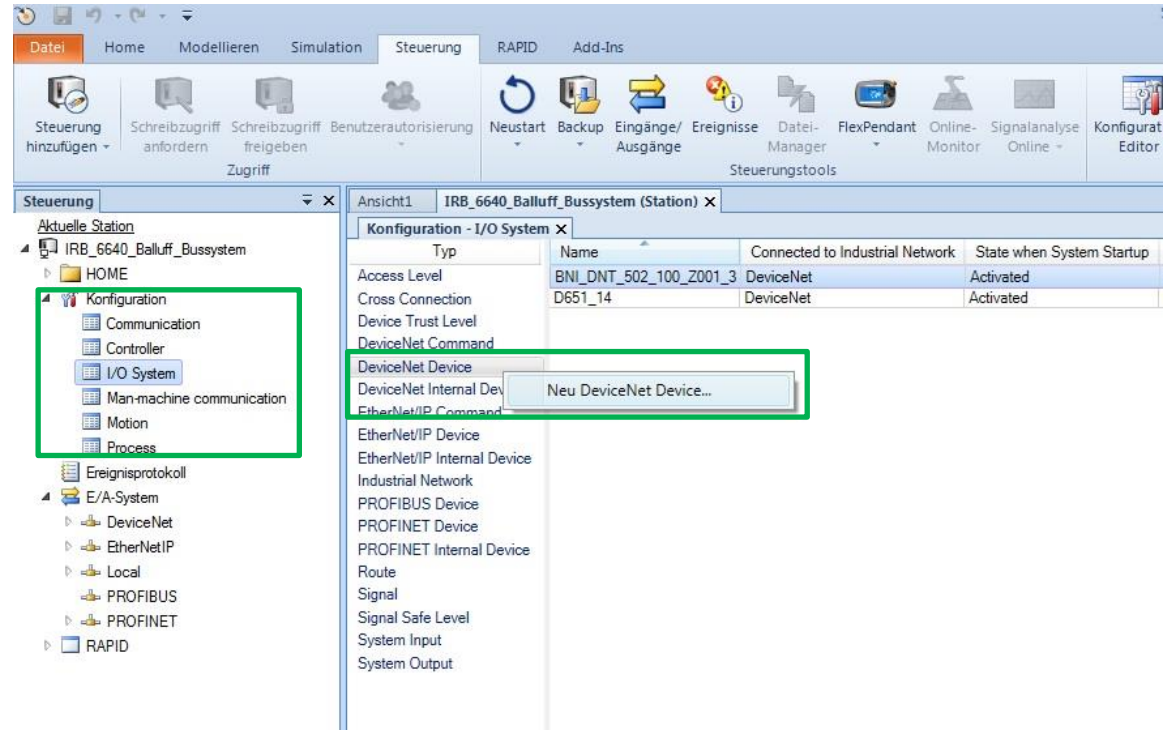 Datei Home Modellieren Simulation Steuerung RAPID Add-Ins
Steuerung hinzufügen
Schreibzugriff anfordern
Schreibzugriff freigeben
Benutzerautorisierung
Neustart
Backup
Eingänge/ Ausgänge
Ereignisse
Datei- Manager
FlexPendant
Online- Monitor
Signalanalyse Online
Editor
Zugriff
Steuerungstools
Steuerung
Aktuelle Station
IRB_6640_Balluff_Bussystem
HOME
Konfiguration
Communication
Controller
I/O System
Man-machine communication
Motion
Process
Ereignisprotokoll
E/A-System
DeviceNet
EtherNetIP
Local
PROFIBUS
PROFINET
RAPID
Ansicht1 IRB_6640_Balluff_Bussystem (Station) X
Konfiguration - I/O System X
Typ
Access Level
Cross Connection
Device Trust Level
DeviceNet Command
DeviceNet Device
DeviceNet Internal Dev
EtherNet/IP Command
EtherNet/IP Device
EtherNet/IP Internal Device
Industrial Network
PROFIBUS Device
PROFINET Device
PROFINET Internal Device
Route
Signal
Signal Safe Level
System Input
System Output
Name Connected to Industrial Network State when System Startup
BNI_DNT_502_100_Z001_3 DeviceNet Activated
D651_14 DeviceNet Activated
Neu DeviceNet Device...